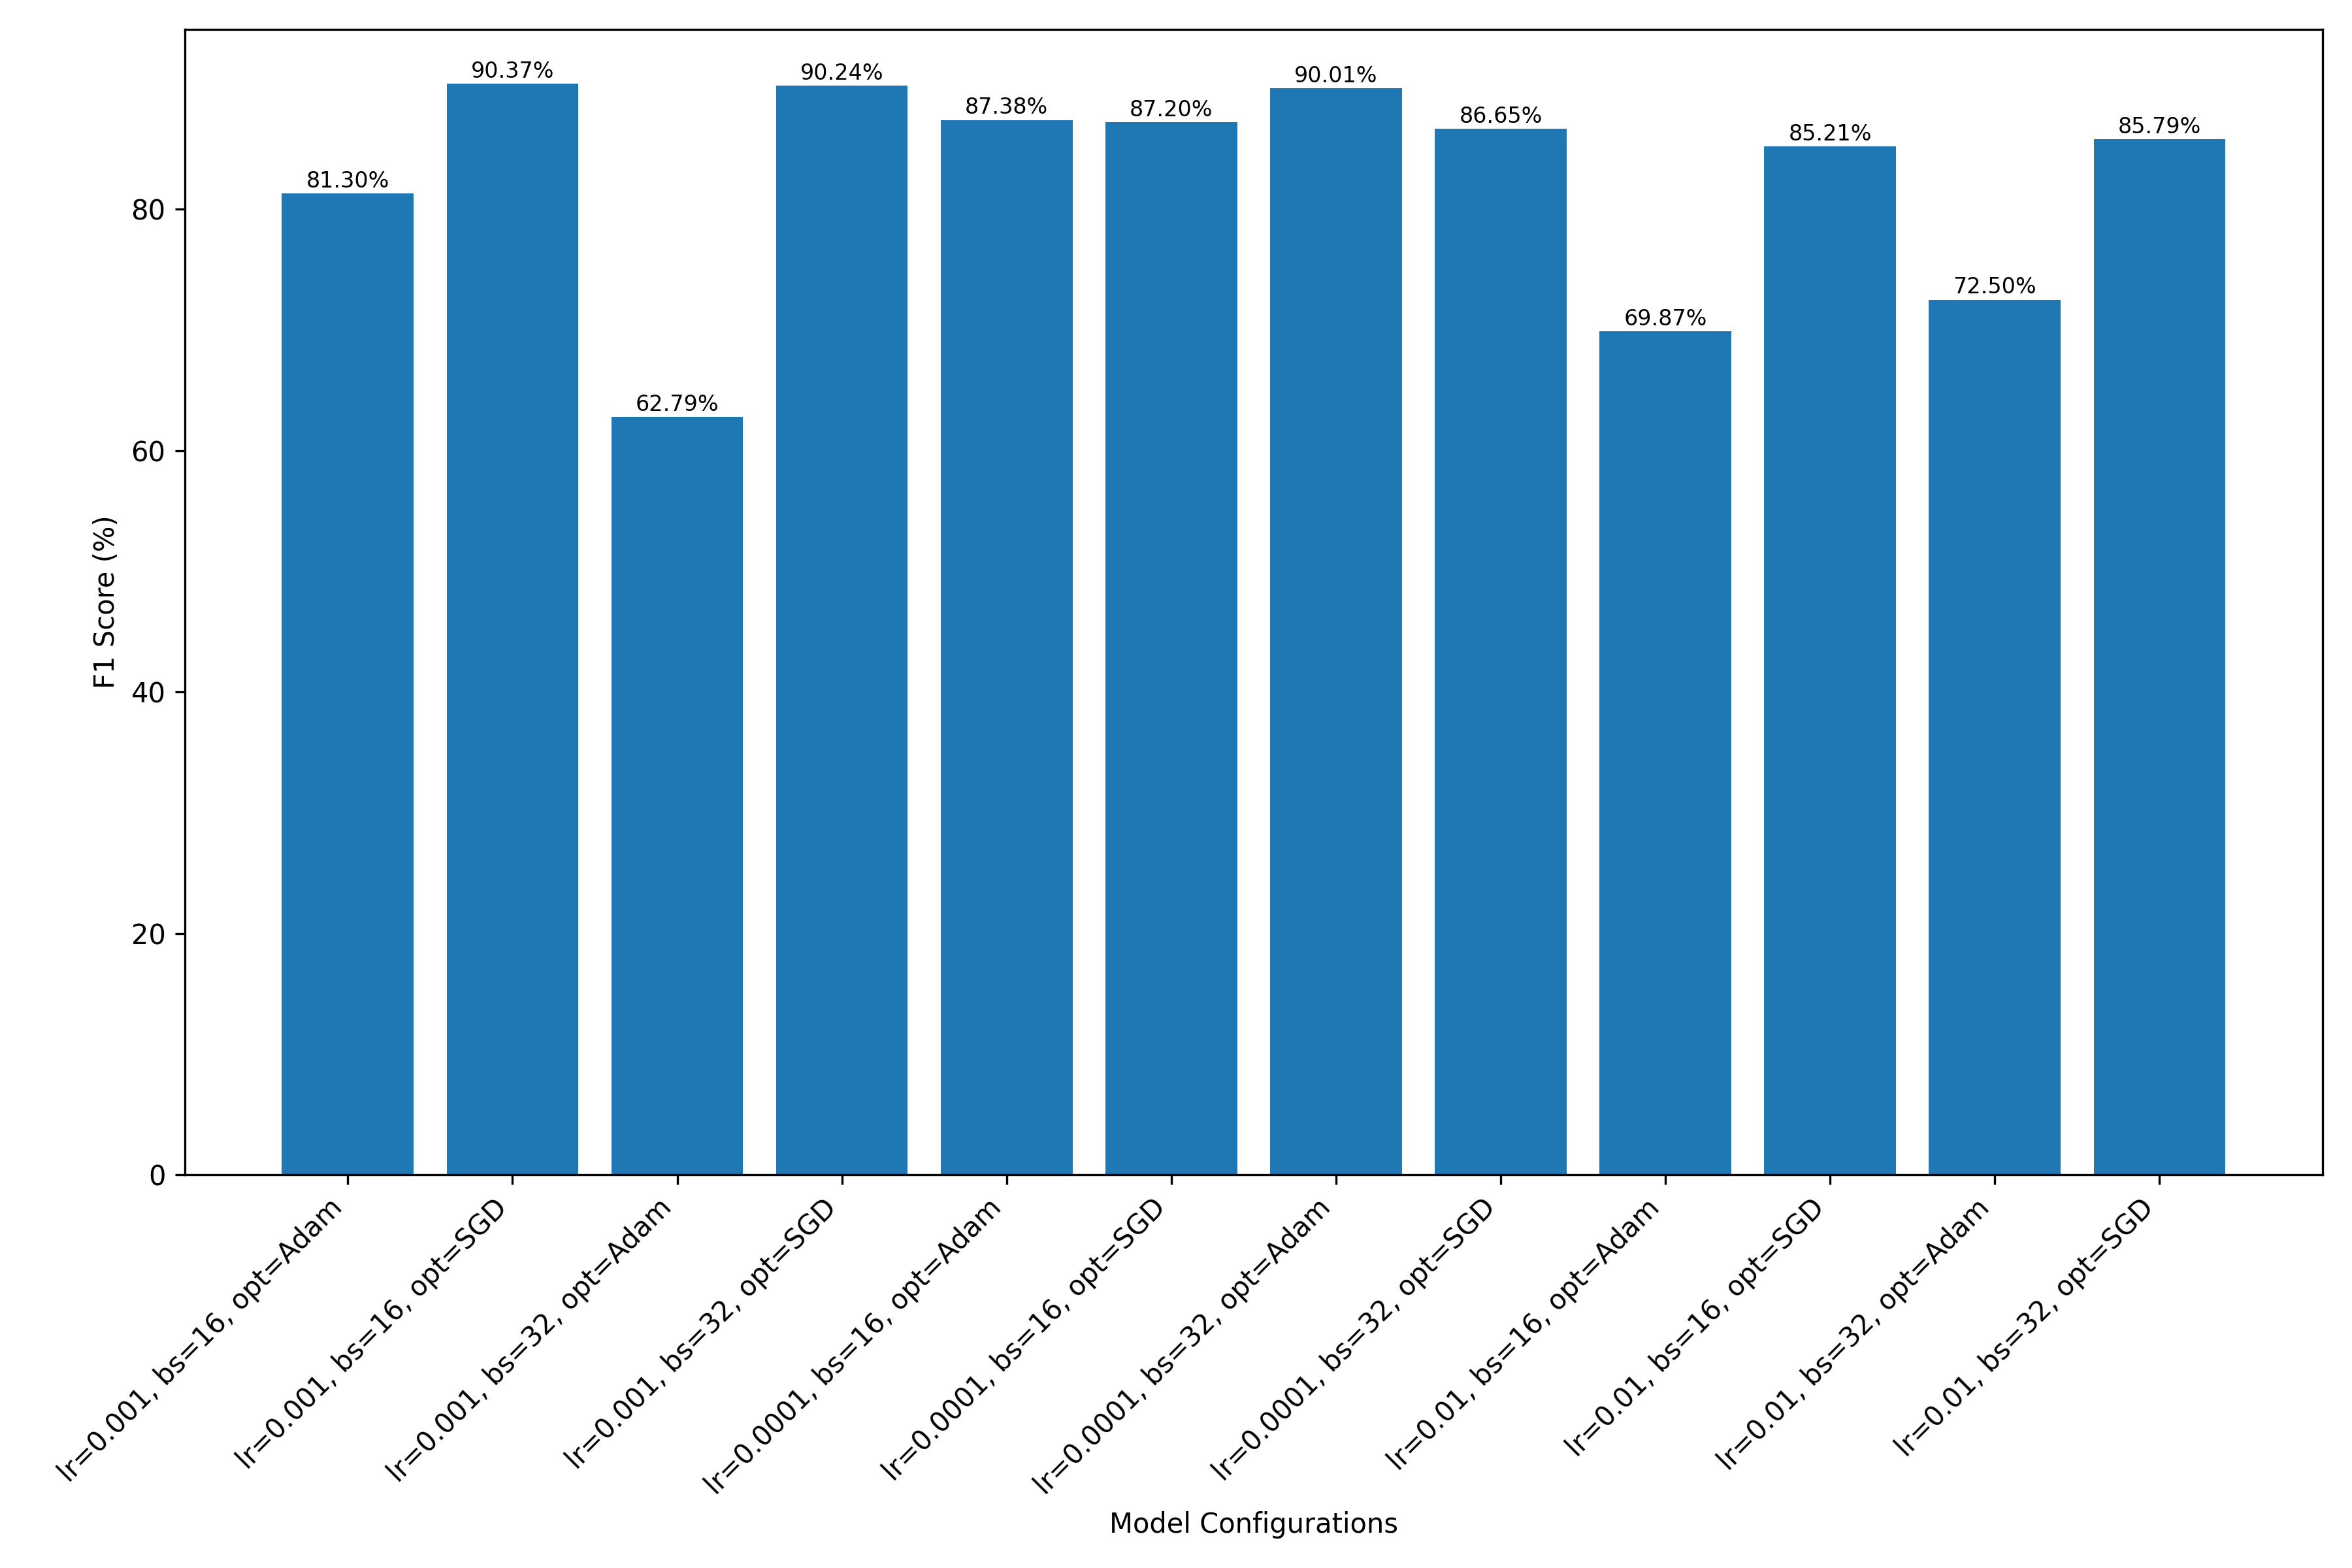 90.37%
90.24%
90.01%
87.38%
87.20%
86.65%
85.79%
85.21%
81.30%
80
72.50%
69.87%
62.79%
60
F1 Score (%)
40
20
0
lr=0.001, bs=16, opt=Adam
lr=0.001, bs=16, opt=SGD
lr=0.001, bs=32, opt=Adam
lr=0.001, bs=32, opt=SGD
lr=0.0001, bs=16, opt=Adam
lr=0.0001, bs=16, opt=SGD
lr=0.0001, bs=32, opt=Adam
lr=0.0001, bs=32, opt=SGD
lr=0.01, bs=16, opt=Adam
lr=0.01, bs=16, opt=SGD
lr=0.01, bs=32, opt=Adam
lr=0.01, bs=32, opt=SGD
Model Configurations